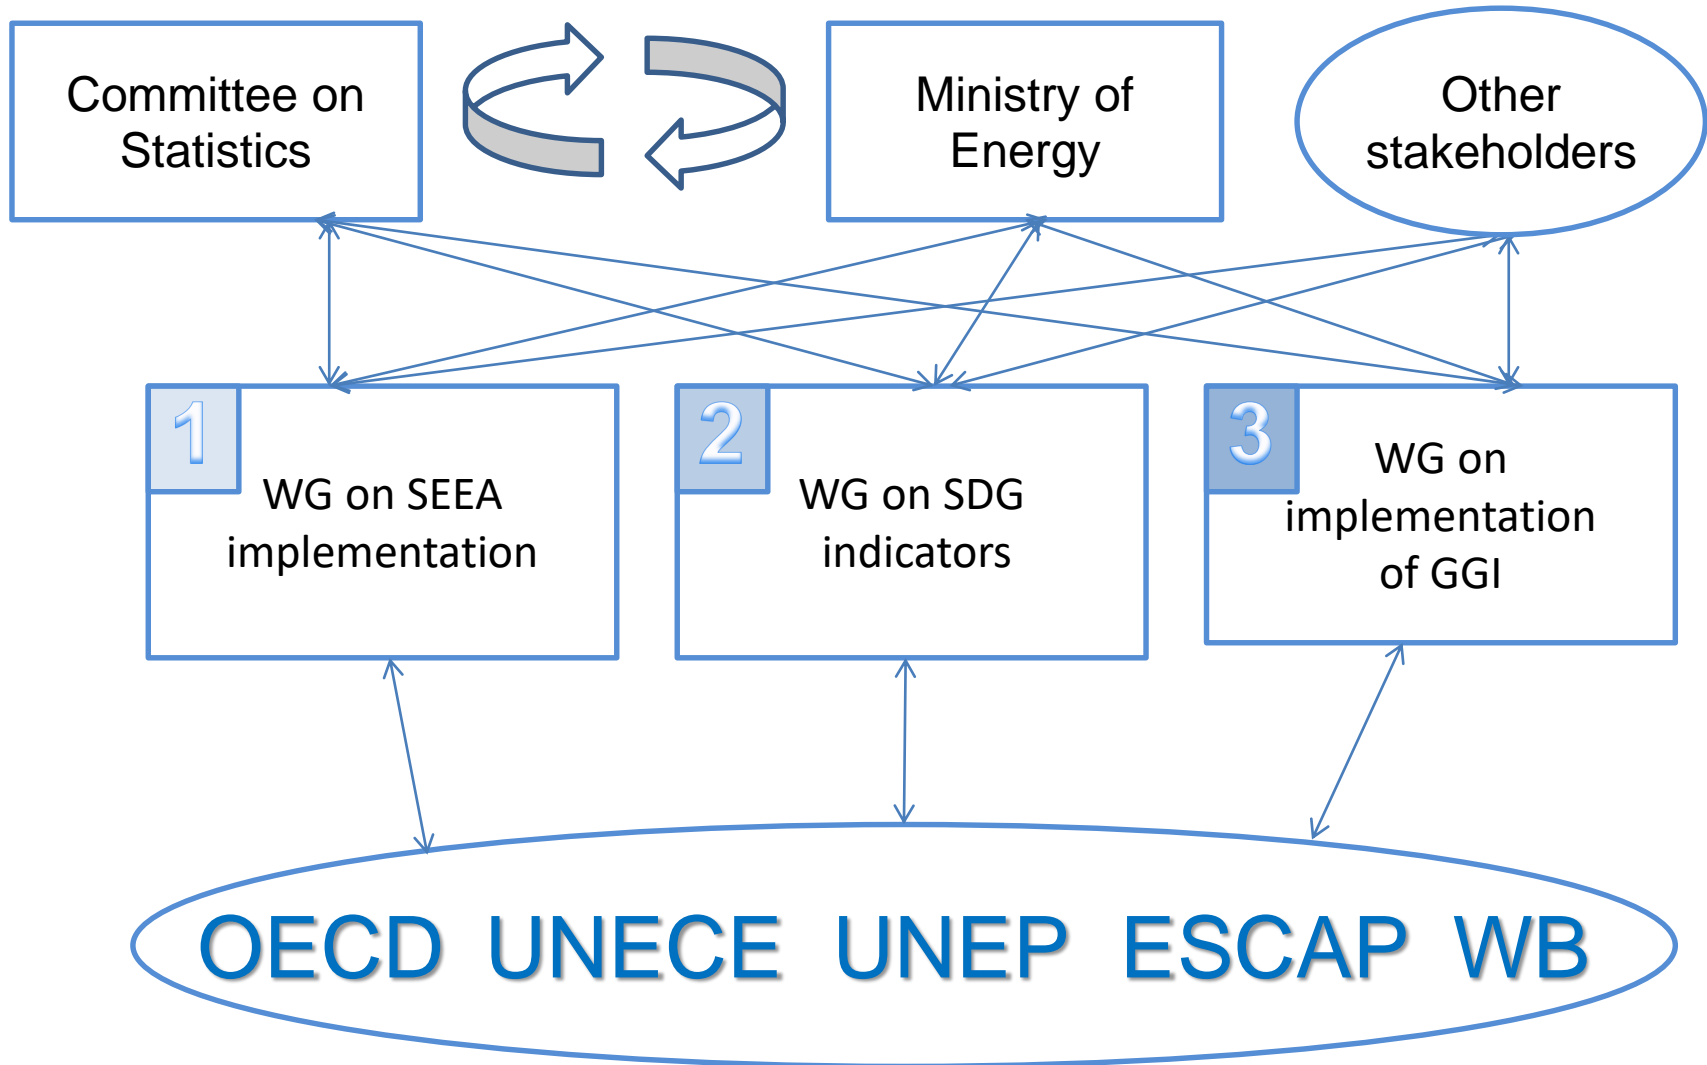 Committee on
Statistics
Ministry of
Energy
Other
stakeholders
1
WG on SEEA
implementation
2
WG on SDG
indicators
3
WG on
implementation
of GGI
OECD UNECE UNEP ESCAP WB